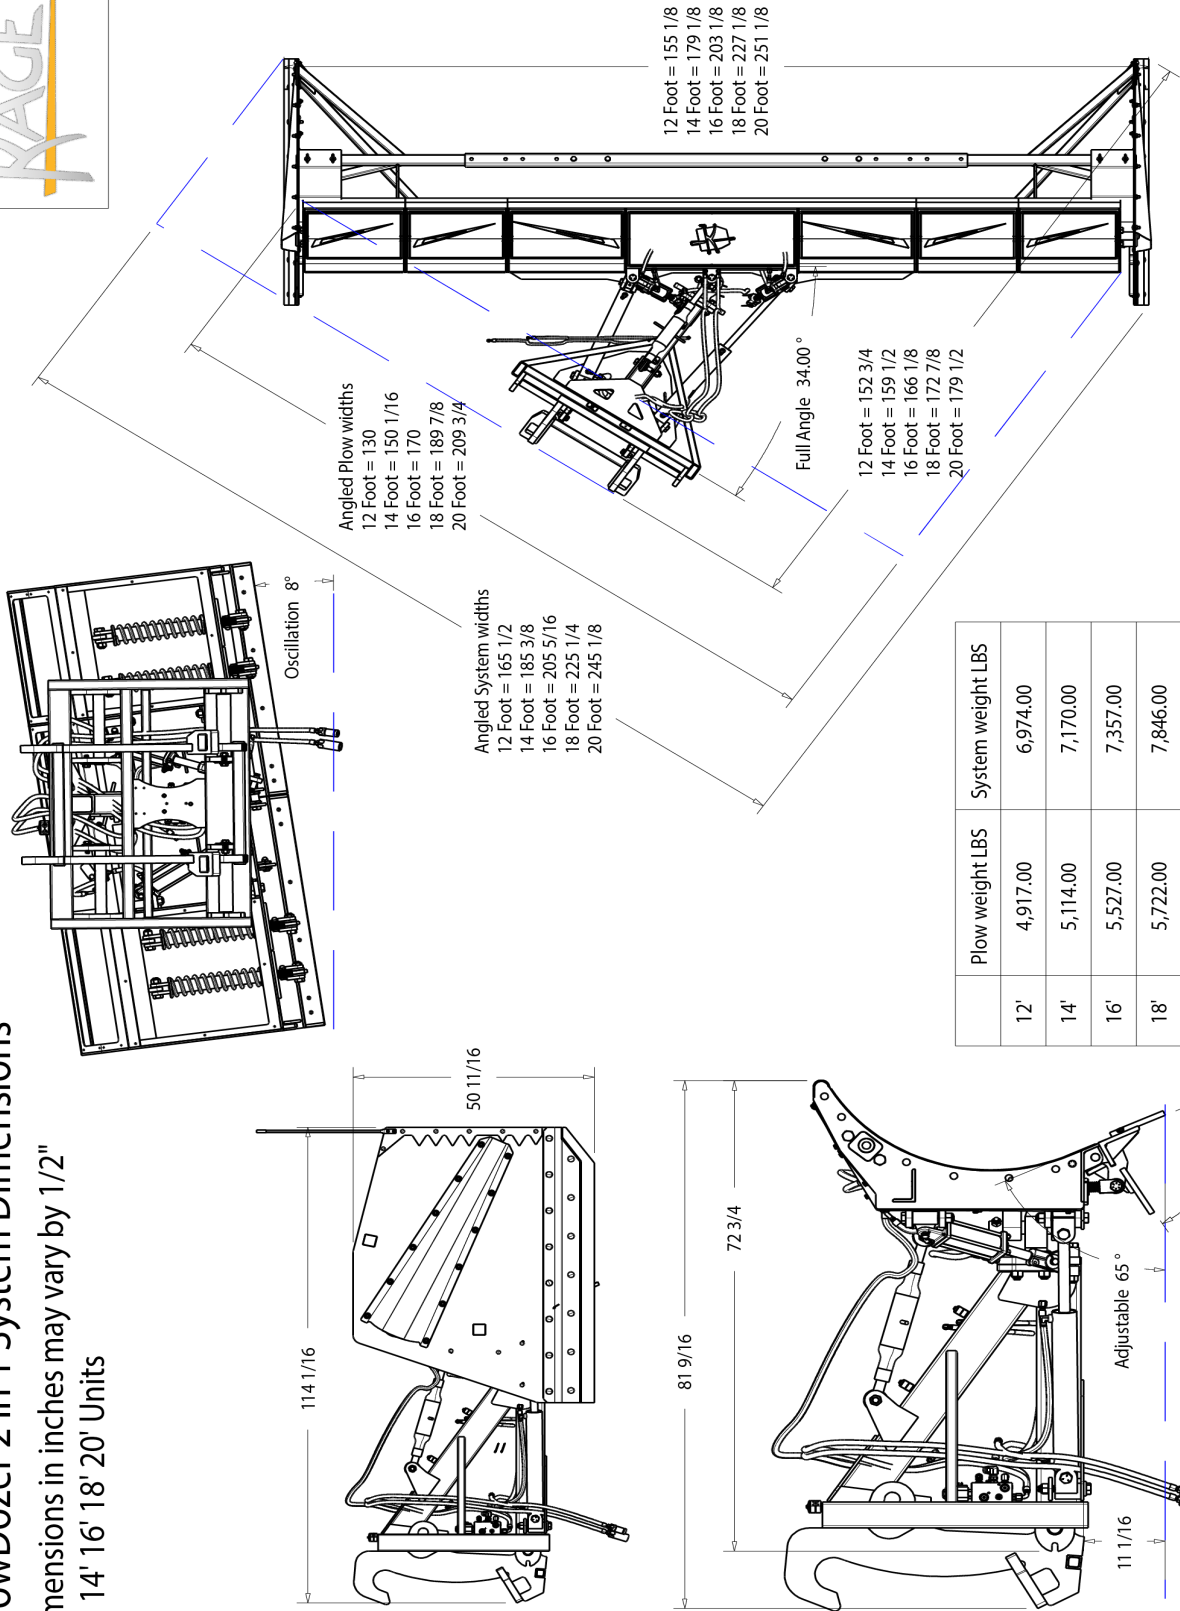 2 in 1 System Dimensions
in inches may vary by 1/2"
14' 16' 18' 20' Units
KAGE
Oscillation 8°
12 Foot = 155 1/8
14 Foot = 179 1/8
16 Foot = 203 1/8
18 Foot = 227 1/8
20 Foot = 251 1/8
Angled Plow widths
12 Foot = 130
14 Foot = 150 1/16
16 Foot = 170
18 Foot = 189 7/8
20 Foot = 209 3/4
Angled System widths
12 Foot = 165 1/2
14 Foot = 185 3/8
16 Foot = 205 5/16
18 Foot = 225 1/4
20 Foot = 245 1/8
Full Angle 34.00 °
12 Foot = 152 3/4
14 Foot = 159 1/2
16 Foot = 166 1/8
18 Foot = 172 7/8
20 Foot = 179 1/2
114 1/16
50 11/16
81 9/16
72 3/4
Adjustable 65 °
11 1/16
Plow weight LBS System weight LBS
12' 4,917.00 6,974.00
14' 5,114.00 7,170.00
16' 5,527.00 7,357.00
18' 5,722.00 7,846.00